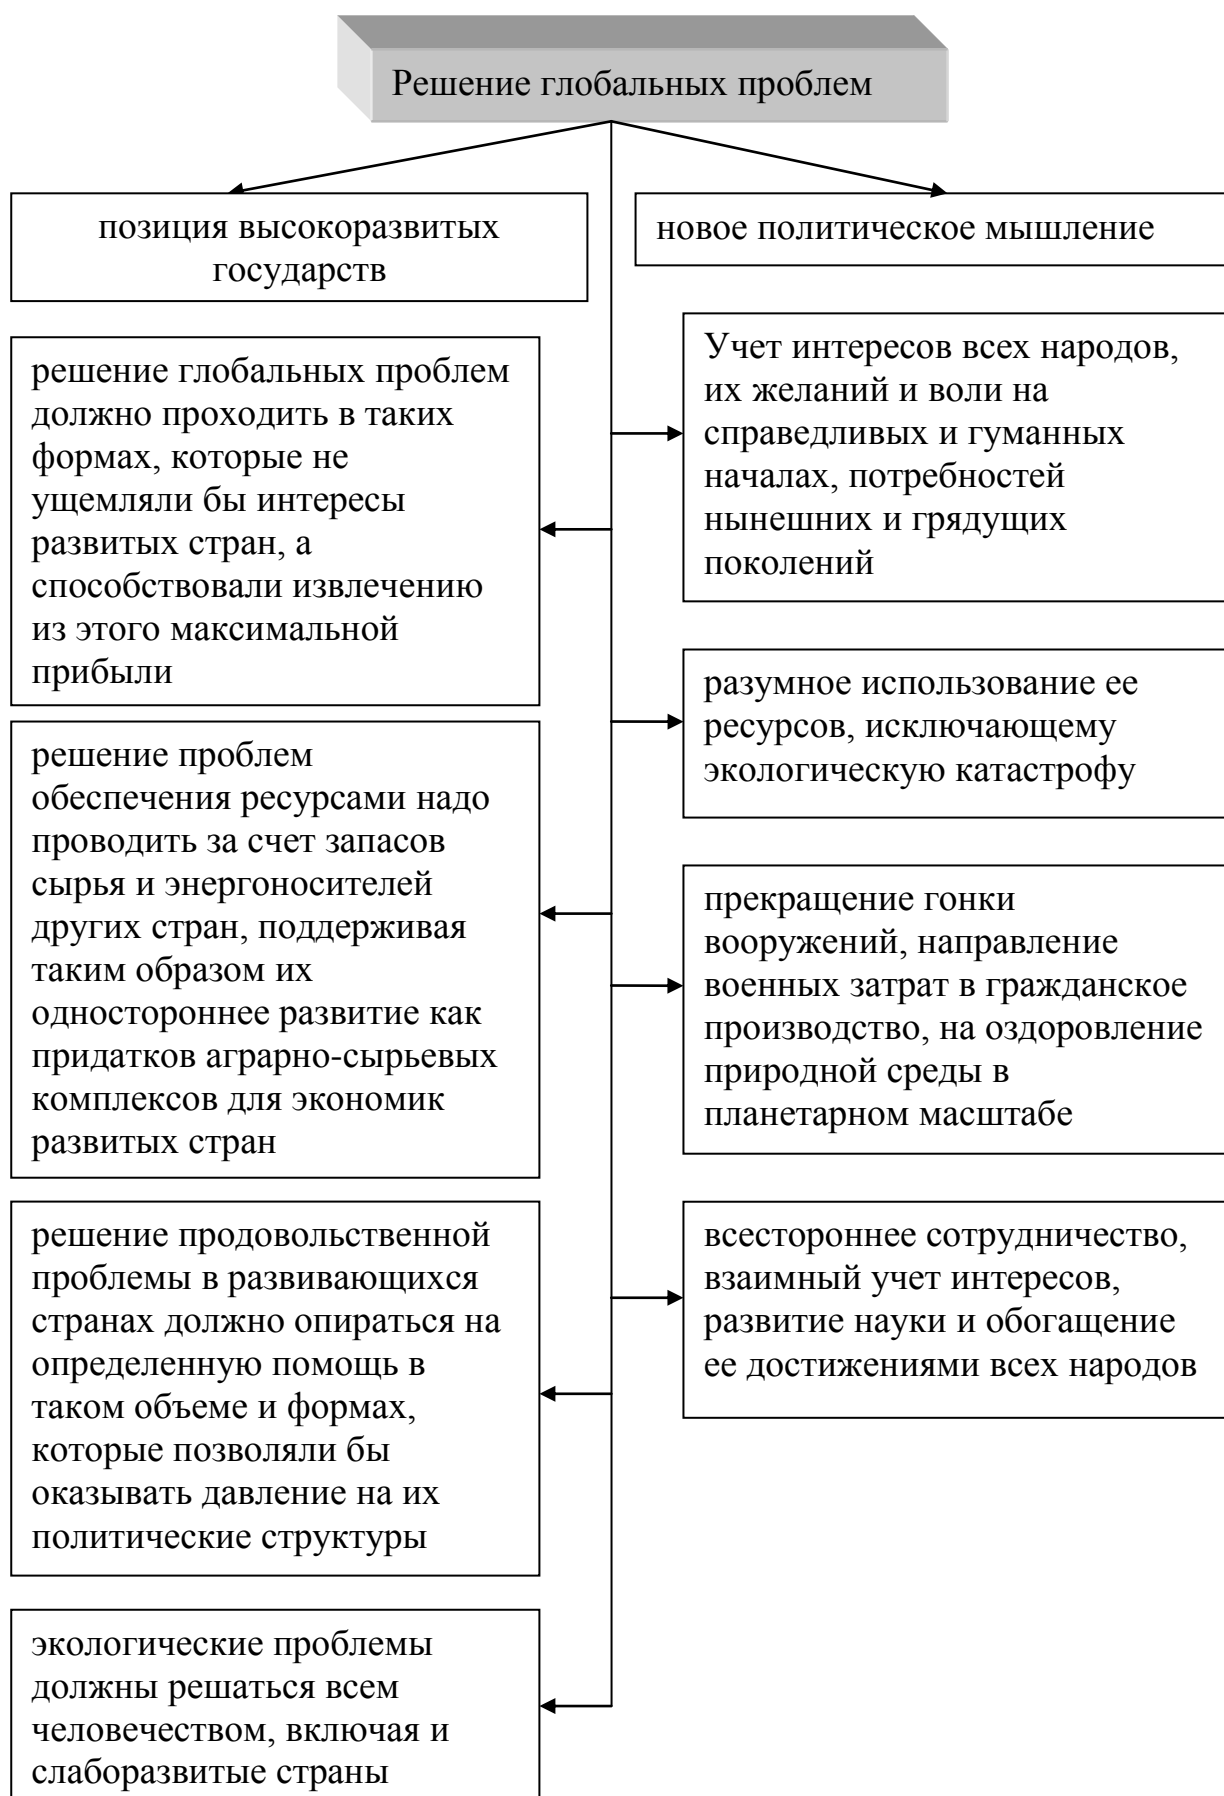 Решение глобальных проблем
позиция высокоразвитых
государств
решение глобальных проблем
должно проходить в таких
формах, которые не
ущемляли бы интересы
развитых стран, а
способствовали извлечению
из этого максимальной
прибыли
решение проблем
обеспечения ресурсами надо
проводить за счет запасов
сырья и энергоносителей
других стран, поддерживая
таким образом их
одностороннее развитие как
придатков аграрно-сырьевых
комплексов для экономик
развитых стран
решение продовольственной
проблемы в развивающихся
странах должно опираться на
определенную помощь в
таком объеме и формах,
которые позволяли бы
оказывать давление на их
политические структуры
экологические проблемы
должны решаться всем
человечеством, включая и
слаборазвитые страны
новое политическое мышление
Учет интересов всех народов,
их желаний и воли на
справедливых и гуманных
началах, потребностей
нынешних и грядущих
поколений
разумное использование ее
ресурсов, исключающему
экологическую катастрофу
прекращение гонки
вооружений, направление
военных затрат в гражданское
производство, на оздоровление
природной среды в
планетарном масштабе
всестороннее сотрудничество,
взаимный учет интересов,
развитие науки и обогащение
ее достижениями всех народов